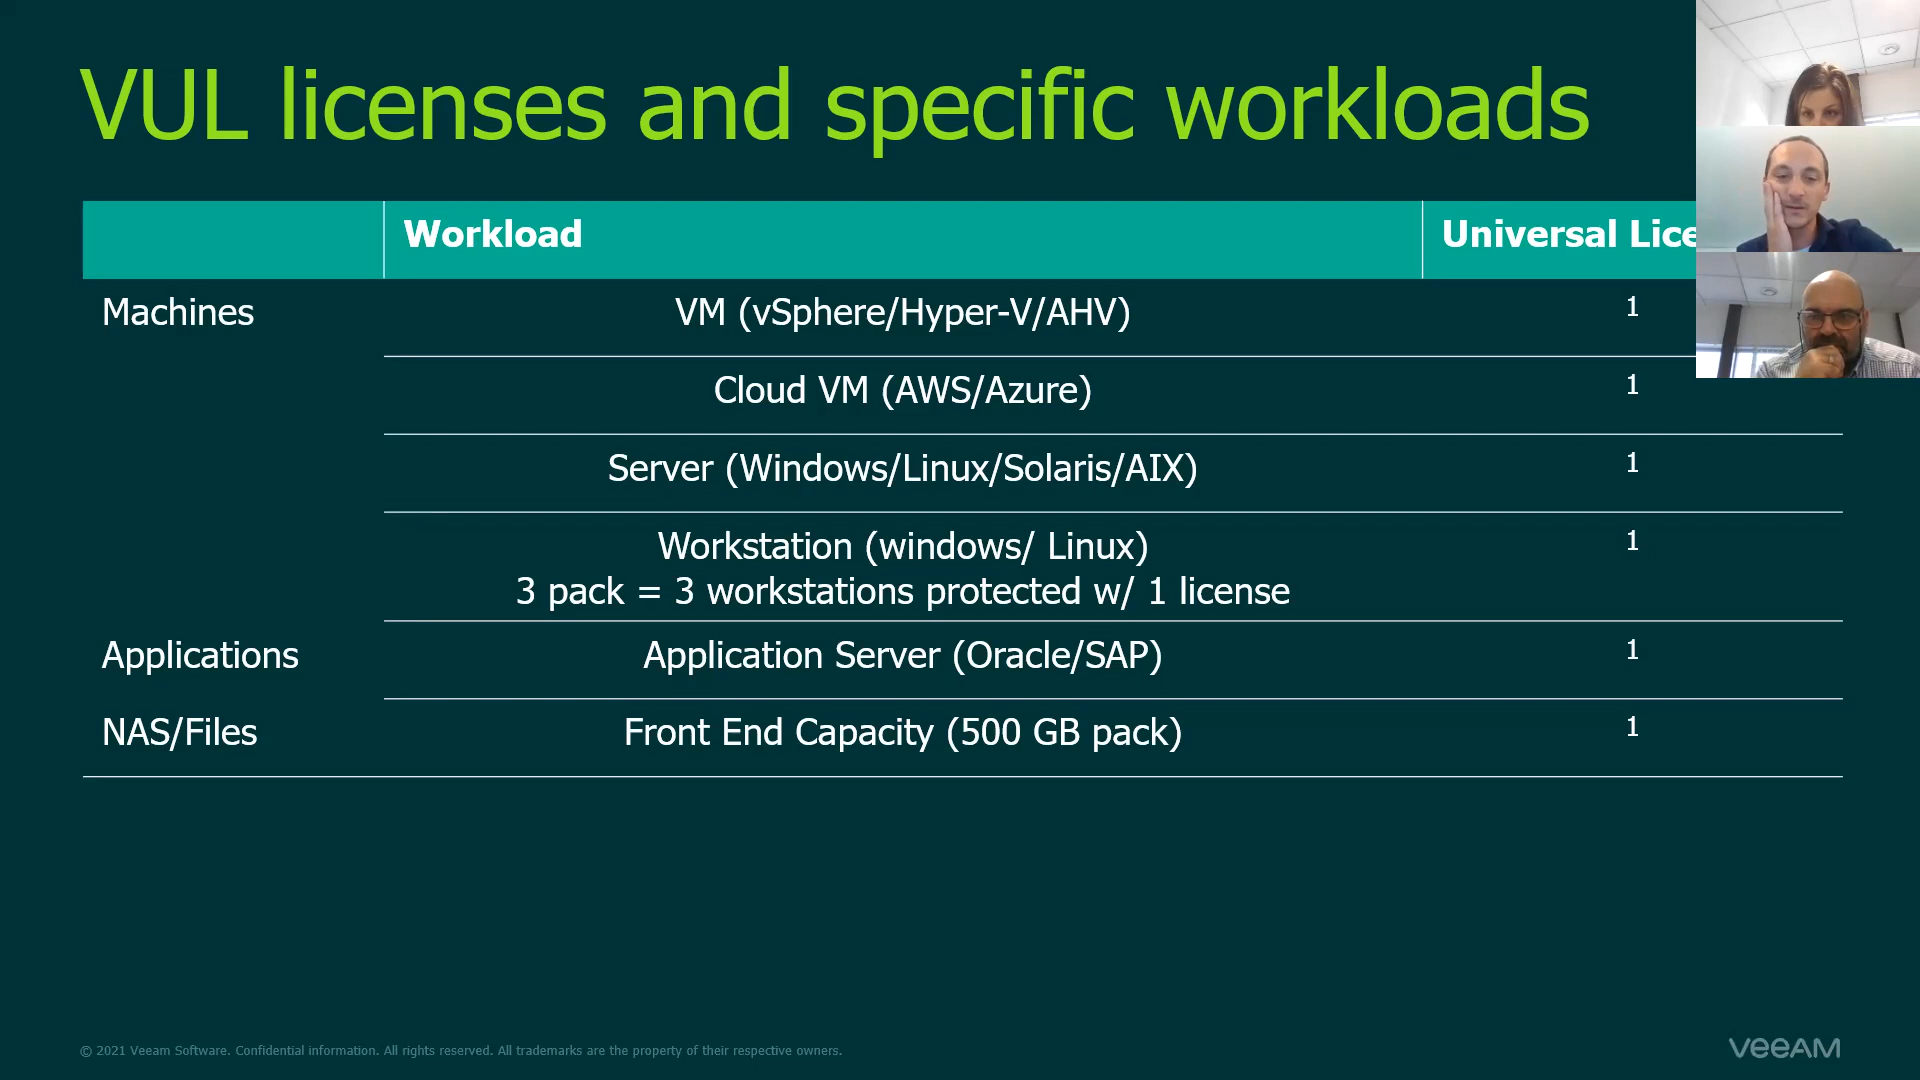 VUL licenses and specific workloads
Workload
Universal Lice
Machines
VM (vSphere/Hyper-V/AHV)
1
Cloud VM (AWS/Azure)
1
Server (Windows/Linux/Solaris/AIX)
1
Workstation (windows/ Linux)
3 pack = 3 workstations protected w/ 1 license
1
Applications
Application Server (Oracle/SAP)
1
NAS/Files
Front End Capacity (500 GB pack)
1
© 2021 Veeam Software. Confidential information. All rights reserved. All trademarks are the property of their respective owners.
veeAM